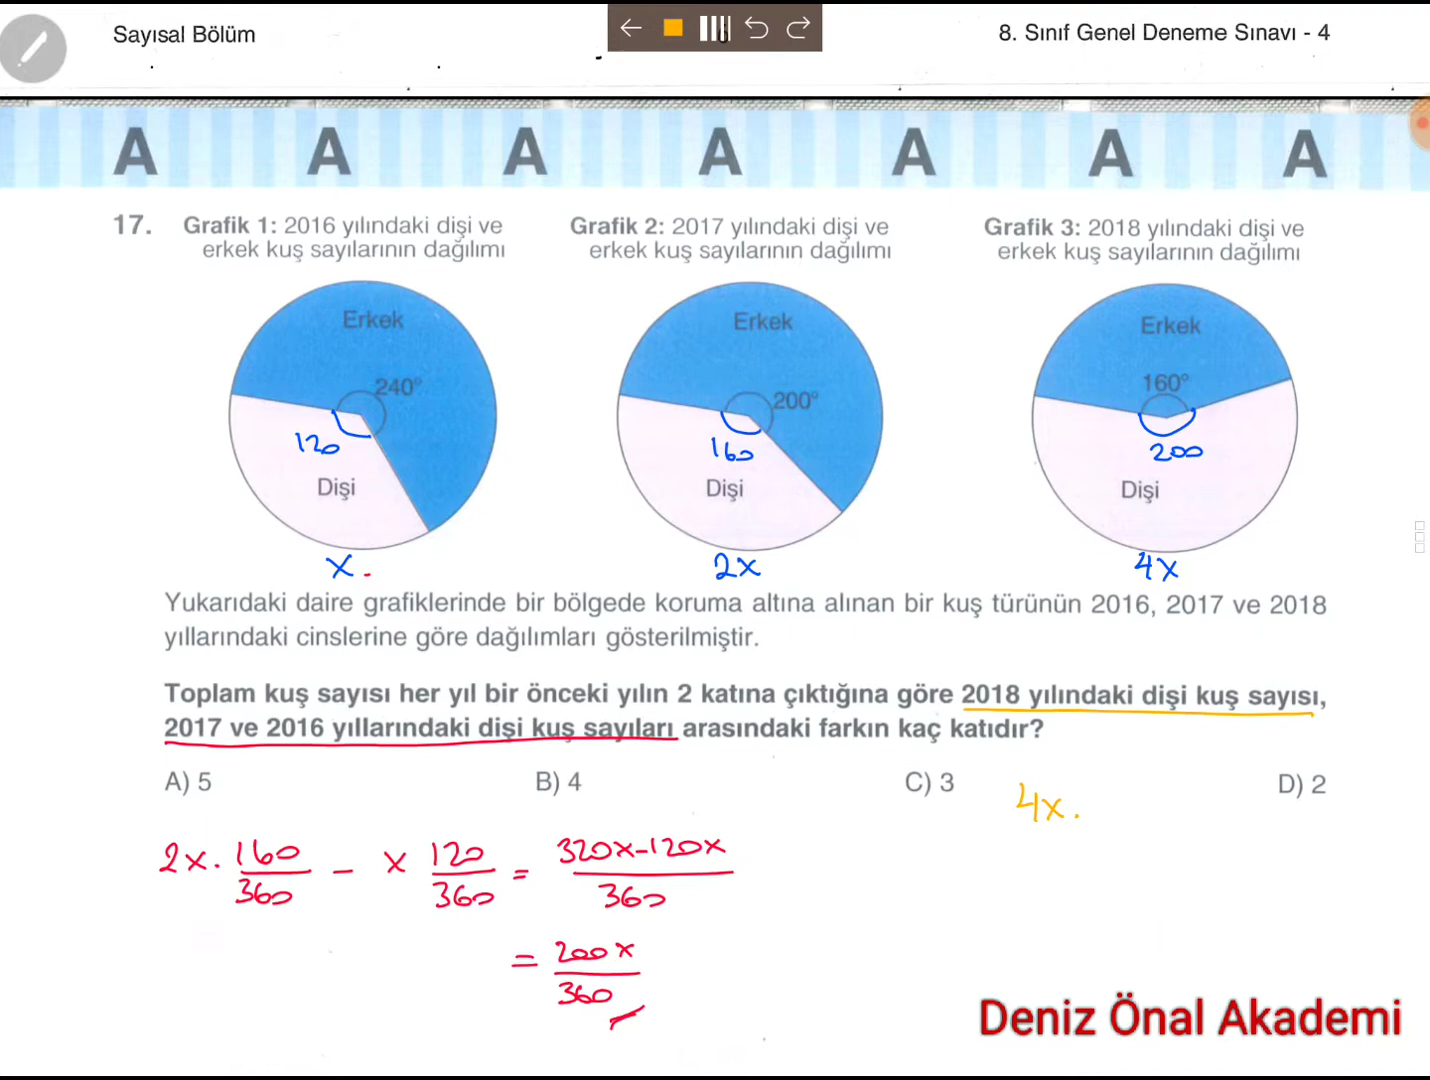 Sayısal Bölüm
8. Sınıf Genel Deneme Sınavı - 4
A A A A A A A
17.
Grafik 1: 2016 yılındaki dişi ve
erkek kuş sayılarının dağılımı
Erkek
240°
120
Dişi
x.
Grafik 2: 2017 yılındaki dişi ve
erkek kuş sayılarının dağılımı
Erkek
200°
160
Dişi
2x
Grafik 3: 2018 yılındaki dişi ve
erkek kuş sayılarının dağılımı
Erkek
160°
200
Dişi
4x
Yukarıdaki daire grafiklerinde bir bölgede koruma altına alınan bir kuş türünün 2016, 2017 ve 2018
yıllarındaki cinslerine göre dağılımları gösterilmiştir.
Toplam kuş sayısı her yıl bir önceki yılın 2 katına çıktığına göre 2018 yılındaki dişi kuş sayısı,
2017 ve 2016 yıllarındaki dişi kuş sayıları arasındaki farkın kaç katıdır?
A) 5 B) 4 C) 3 D) 2
4x.
2x. 160/360 - x 120/360 = 320x-120x/360
= 200x/360
Deniz Önal Akademi